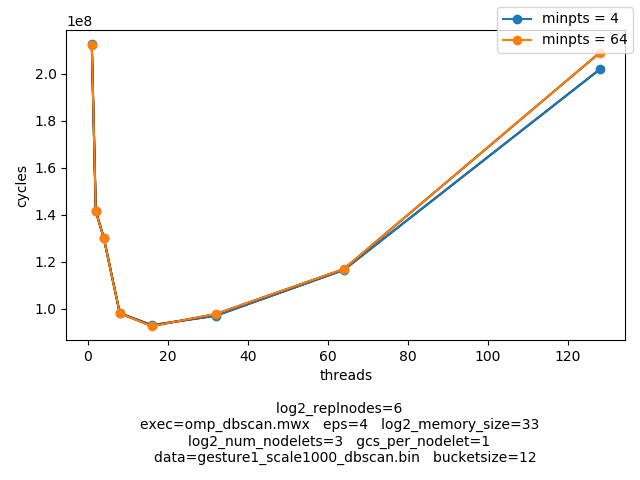 1e8
minpts = 4
minpts = 64
2.0
1.8
1.6
1.4
1.2
1.0
cycles
0 20 40 60 80 100 120
threads
log2_replnodes=6
exec=omp_dbscan.mwx eps=4 log2_memory_size=33
log2_num_nodelets=3 gcs_per_nodelet=1
data=gesture1_scale1000_dbscan.bin bucketsize=12